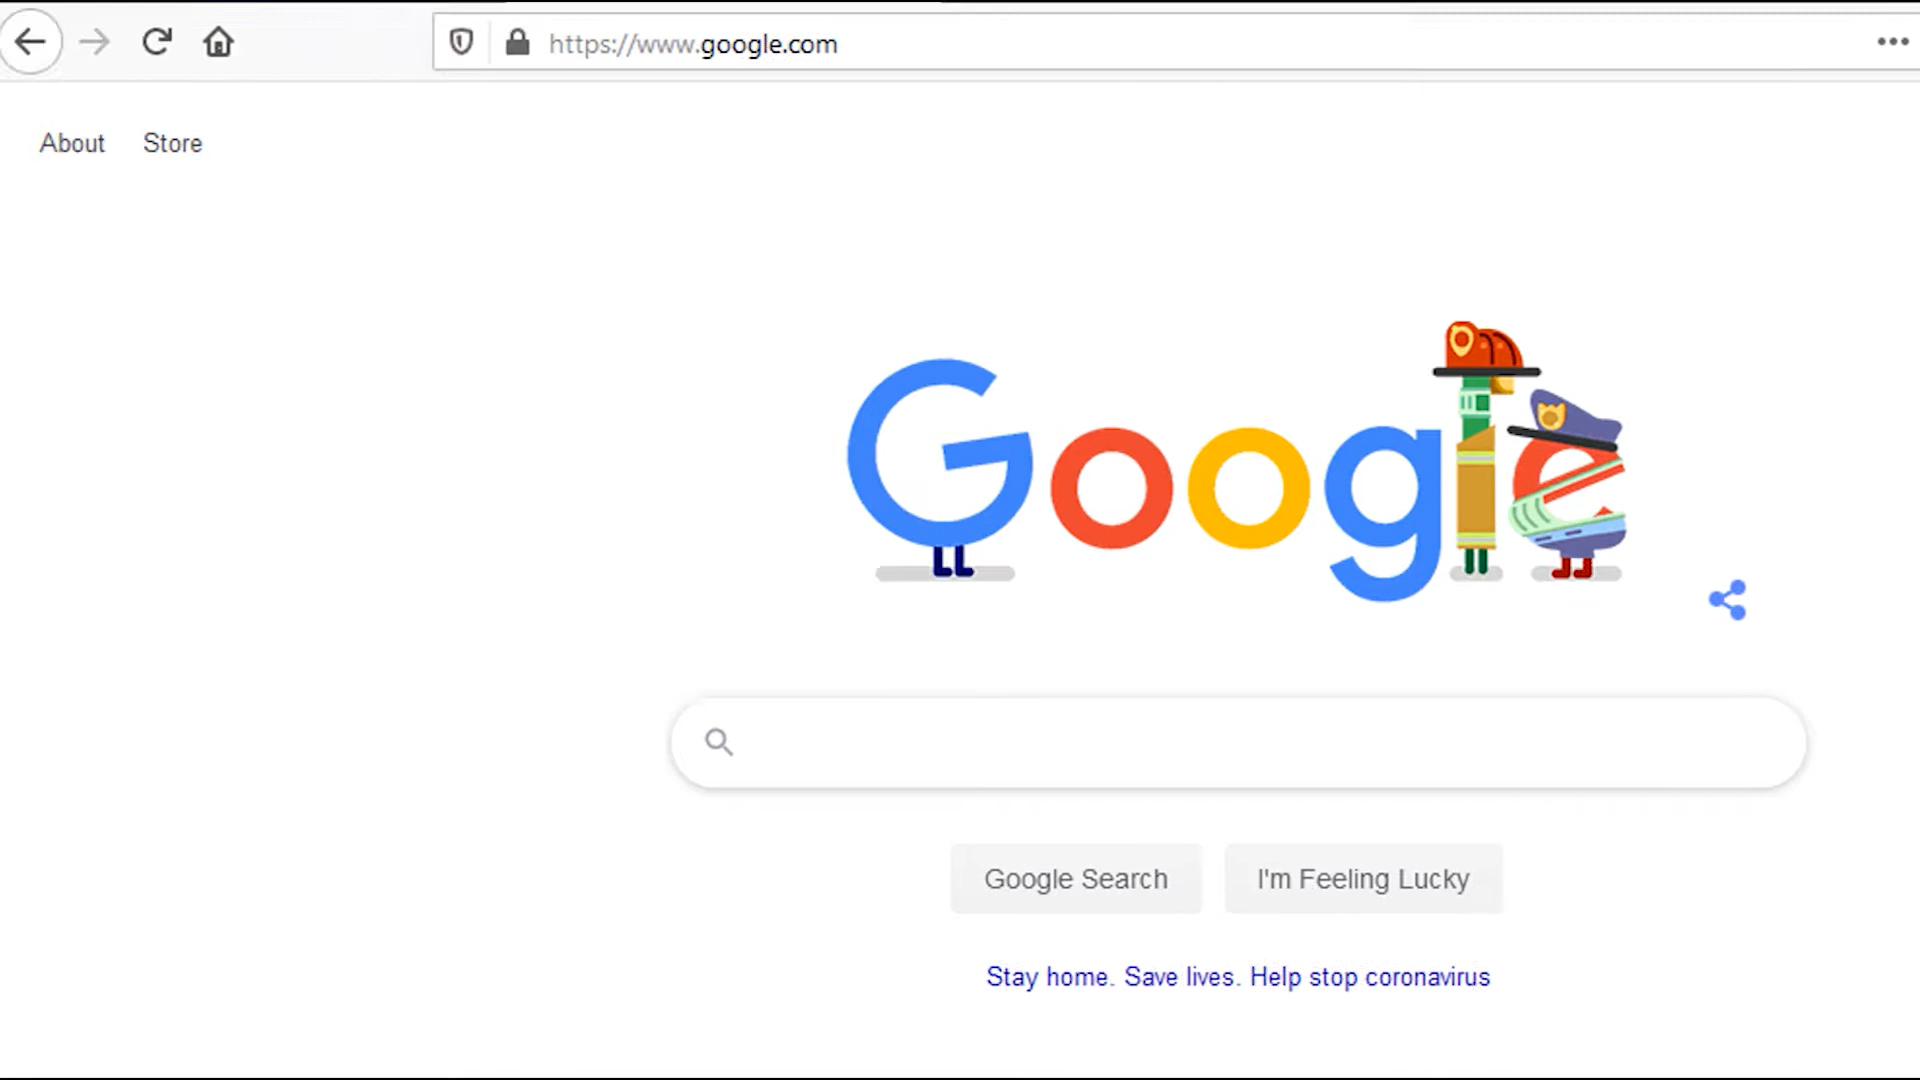 https://www.google.com
About Store
Google
Google Search I'm Feeling Lucky
Stay home. Save lives. Help stop coronavirus